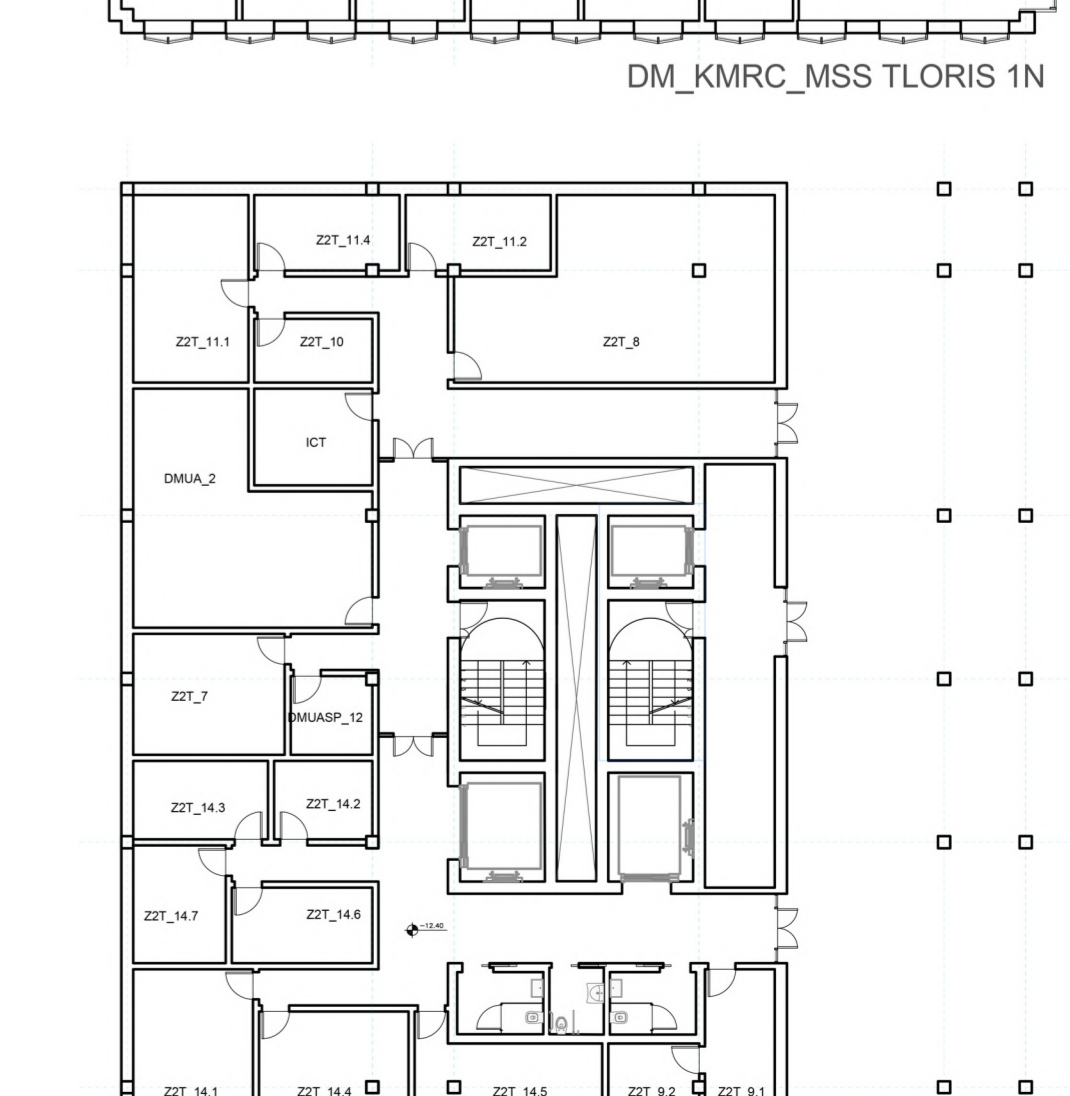 DM_KMRC_MSS TLORIS 1N
Z2T_11.4
Z2T_11.2
Z2T_11.1
Z2T_10
Z2T_8
ICT
DMUA_2
Z2T_7
DMUASP_12
Z2T_14.3
Z2T_14.2
Z2T_14.7
Z2T_14.6
−12.40
Z2T_14.1
Z2T_14.4
Z2T_14.5
Z2T_9.2
Z2T_9.1